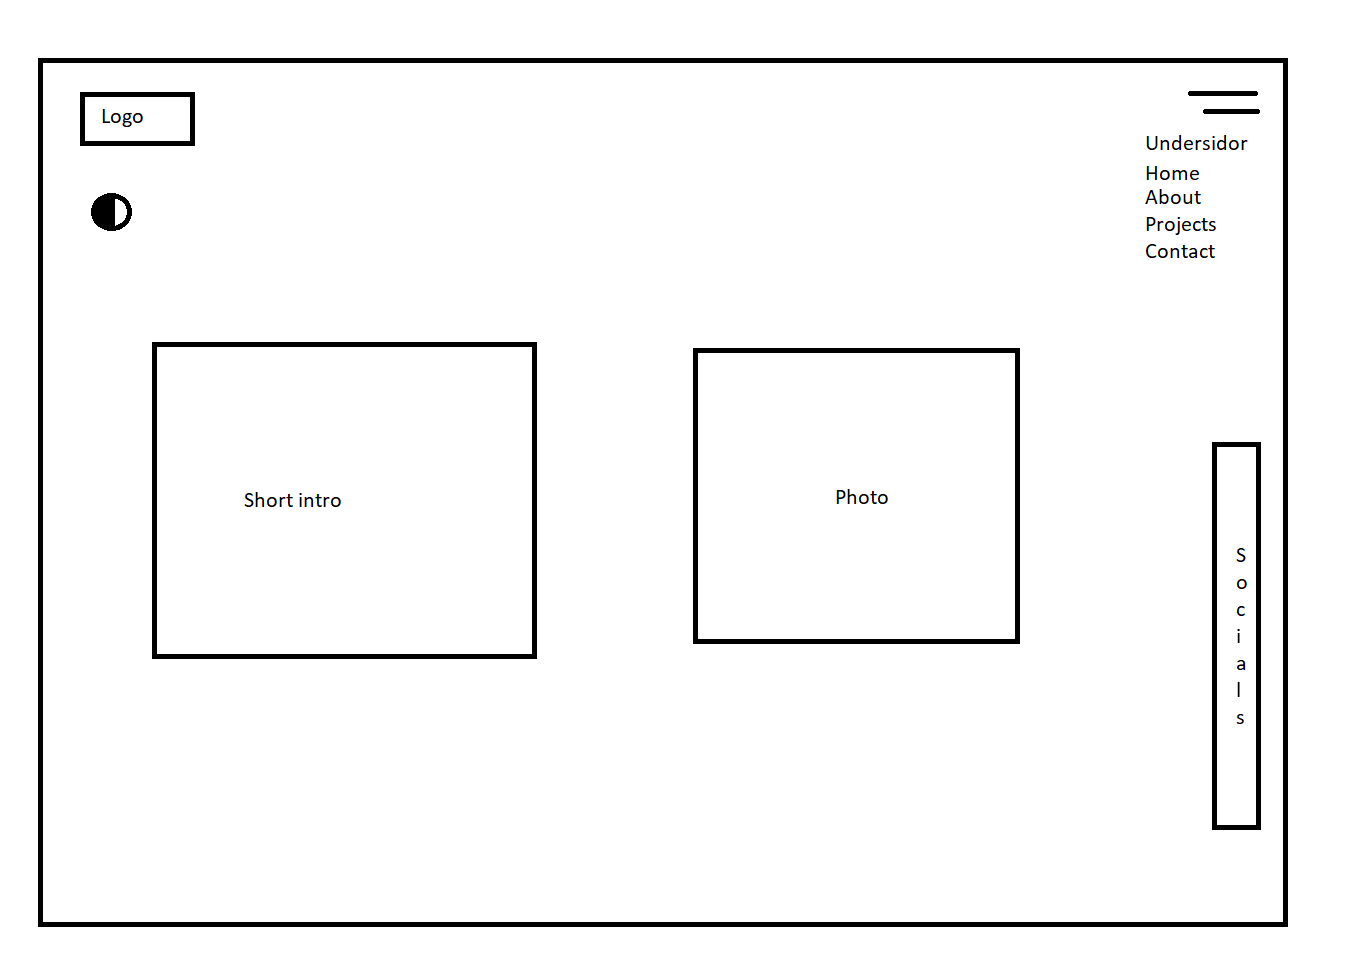 Logo
Undersidor
Home
About
Projects
Contact
Short intro
Photo
S
o
c
i
a
l
s